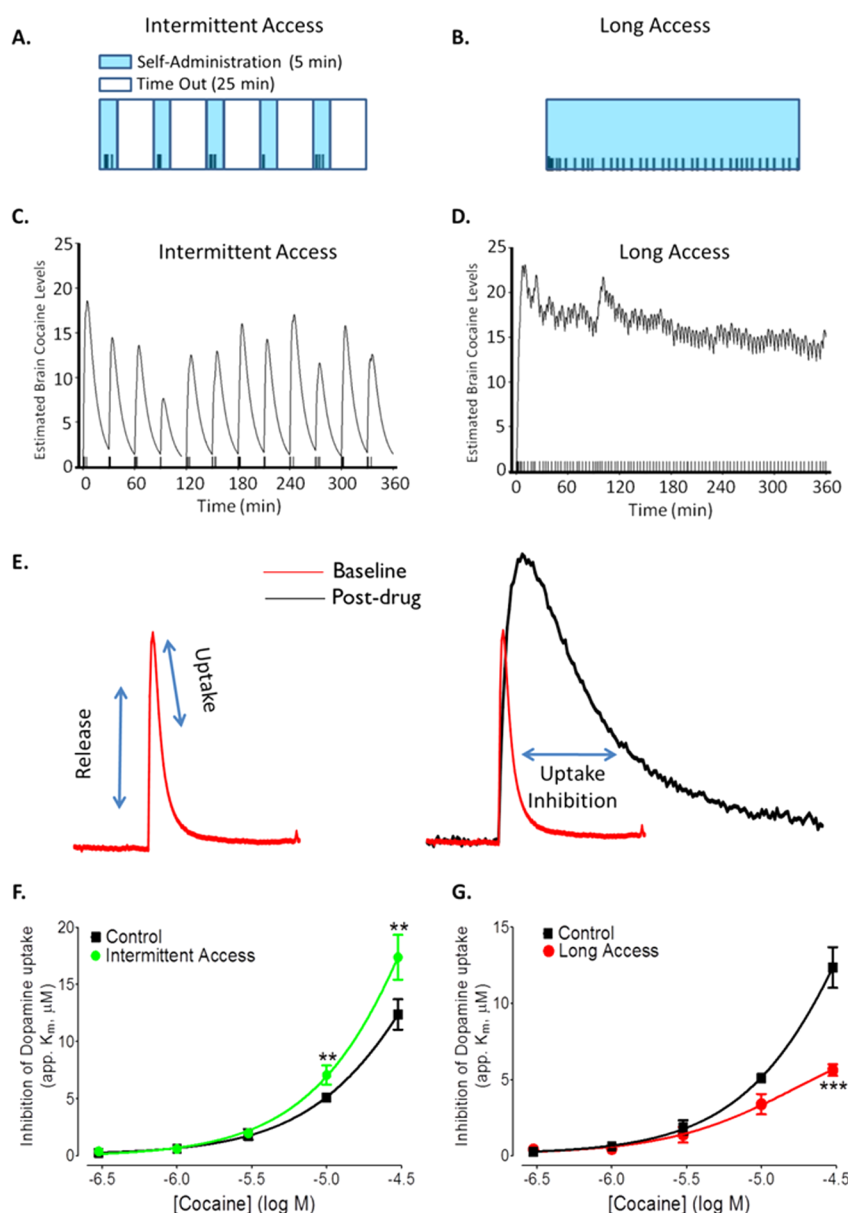 A.
Intermittent Access
Self-Administration (5 min)
Time Out (25 min)
B.
Long Access
C.
Intermittent Access
Estimated Brain Cocaine Levels
25
20
15
10
5
0
0 60 120 180 240 300 360
Time (min)
D.
Long Access
Estimated Brain Cocaine Levels
25
20
15
10
5
0
0 60 120 180 240 300 360
Time (min)
E.
Baseline
Post-drug
Release
Uptake
Uptake
Inhibition
F.
Control
Intermittent Access
Inhibition of Dopamine uptake
(app. Km, μM)
20
15
10
5
0
**
**
-6.5 -6.0 -5.5 -5.0 -4.5
[Cocaine] (log M)
G.
Control
Long Access
Inhibition of Dopamine uptake
(app. Km, μM)
15
10
5
0
***
-6.5 -6.0 -5.5 -5.0 -4.5
[Cocaine] (log M)